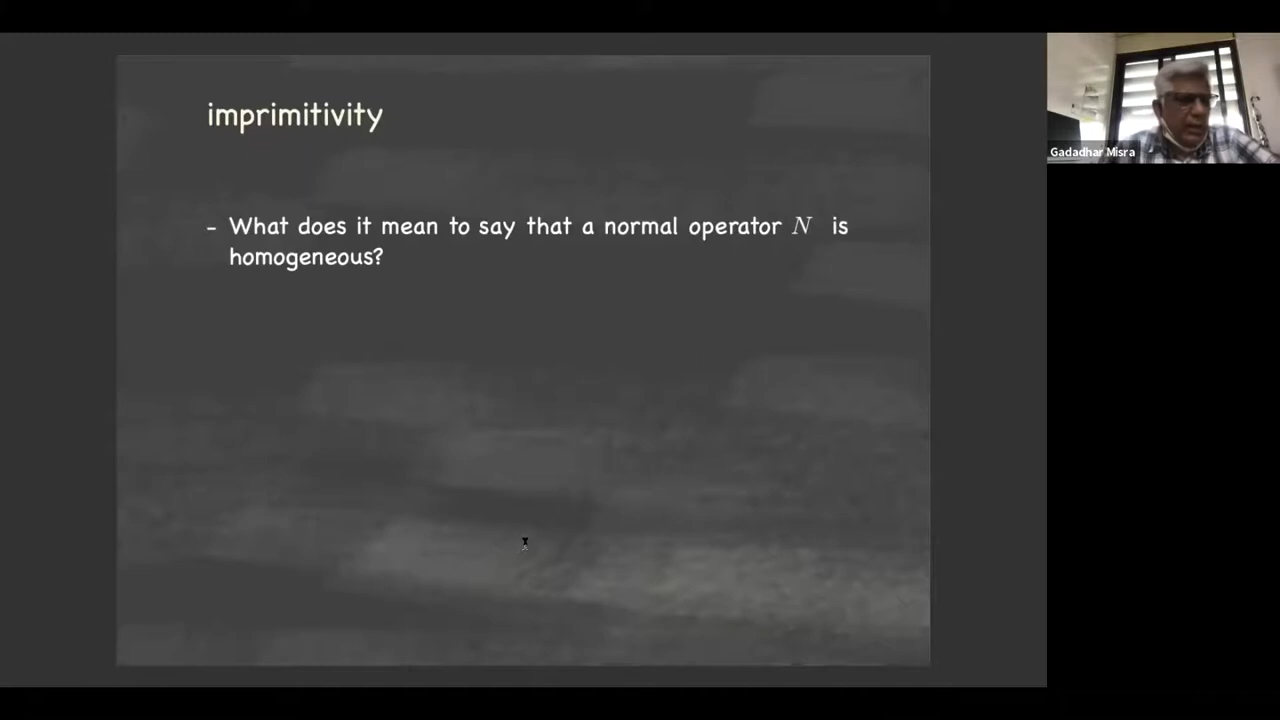 imprimitivity
- What does it mean to say that a normal operator N is
homogeneous?
Gadadhar Misra